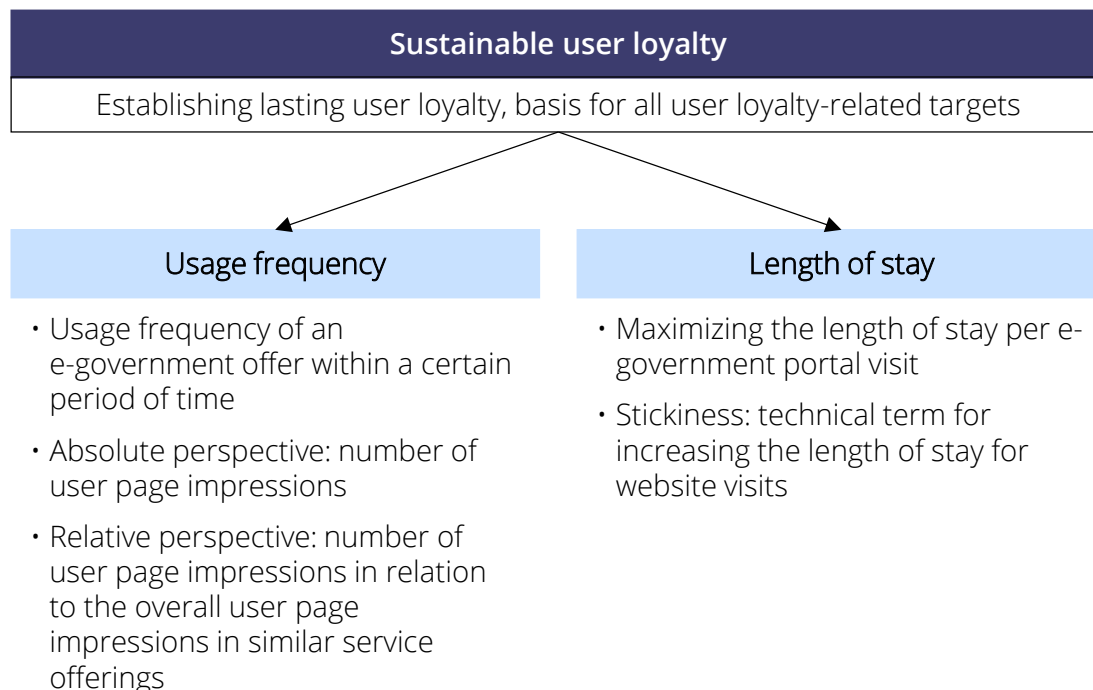 Sustainable user loyalty
Establishing lasting user loyalty, basis for all user loyalty-related targets
Usage frequency
• Usage frequency of an
e-government offer within a certain
period of time
• Absolute perspective: number of
user page impressions
• Relative perspective: number of
user page impressions in relation
to the overall user page
impressions in similar service
offerings
Length of stay
• Maximizing the length of stay per e-
government portal visit
• Stickiness: technical term for
increasing the length of stay for
website visits